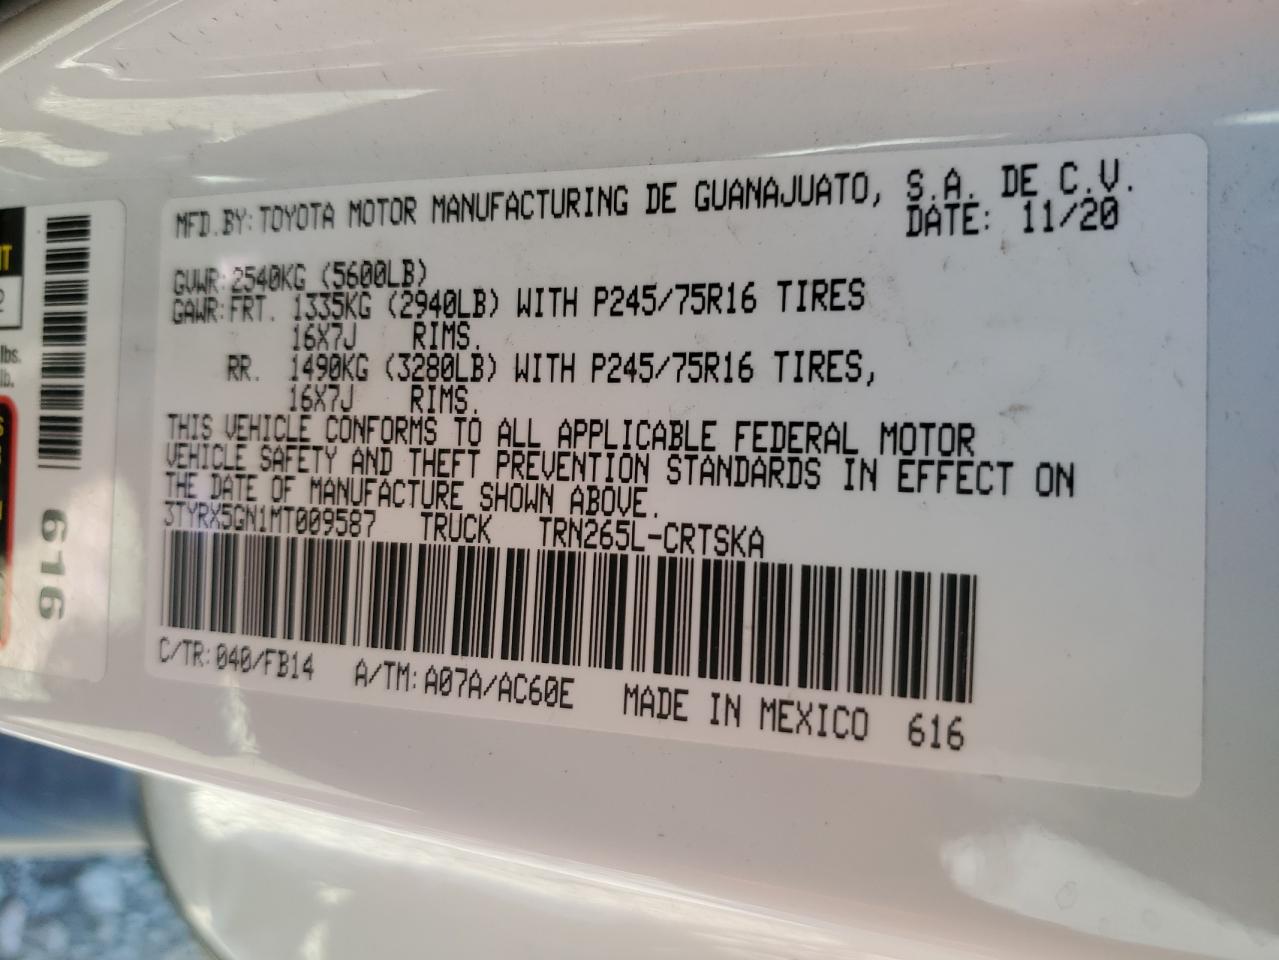 MFD.BY: TOYOTA MOTOR MANUFACTURING DE GUANAJUATO, S.A. DE C.V.
DATE: 11/20
GVWR: 2540KG (5600LB)
GAWR: FRT. 1335KG (2940LB) WITH P245/75R16 TIRES
16X7J RIMS.
RR. 1490KG (3280LB) WITH P245/75R16 TIRES,
16X7J RIMS.
THIS VEHICLE CONFORMS TO ALL APPLICABLE FEDERAL MOTOR
VEHICLE SAFETY AND THEFT PREVENTION STANDARDS IN EFFECT ON
THE DATE OF MANUFACTURE SHOWN ABOVE.
3TYRX5GN1MT009587 TRUCK TRN265L-CRTSKA
C/TR: 040/FB14 A/TM: A07A/AC60E MADE IN MEXICO 616
616
lbs.
lb.